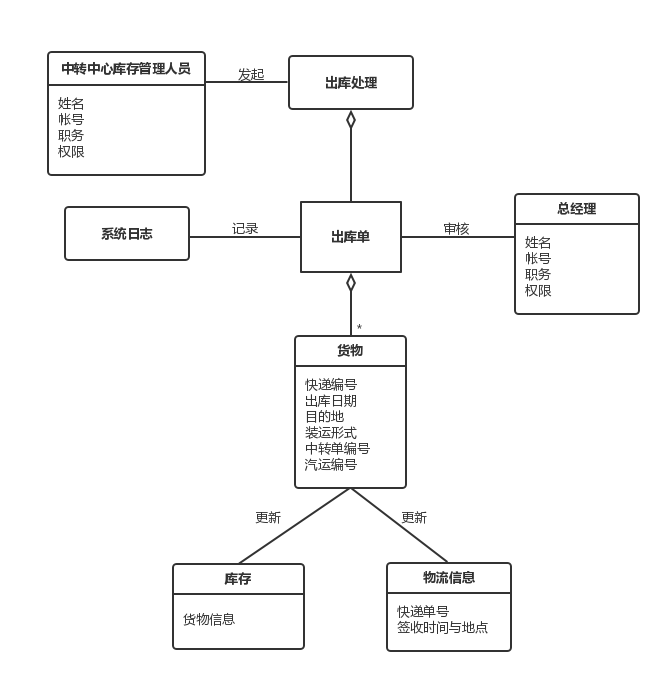 中转中心库存管理人员
姓名
帐号
职务
权限
发起
出库处理
系统日志
记录
出库单
审核
总经理
姓名
帐号
职务
权限
*
货物
快递编号
出库日期
目的地
装运形式
中转单编号
汽运编号
更新
更新
库存
货物信息
物流信息
快递单号
签收时间与地点